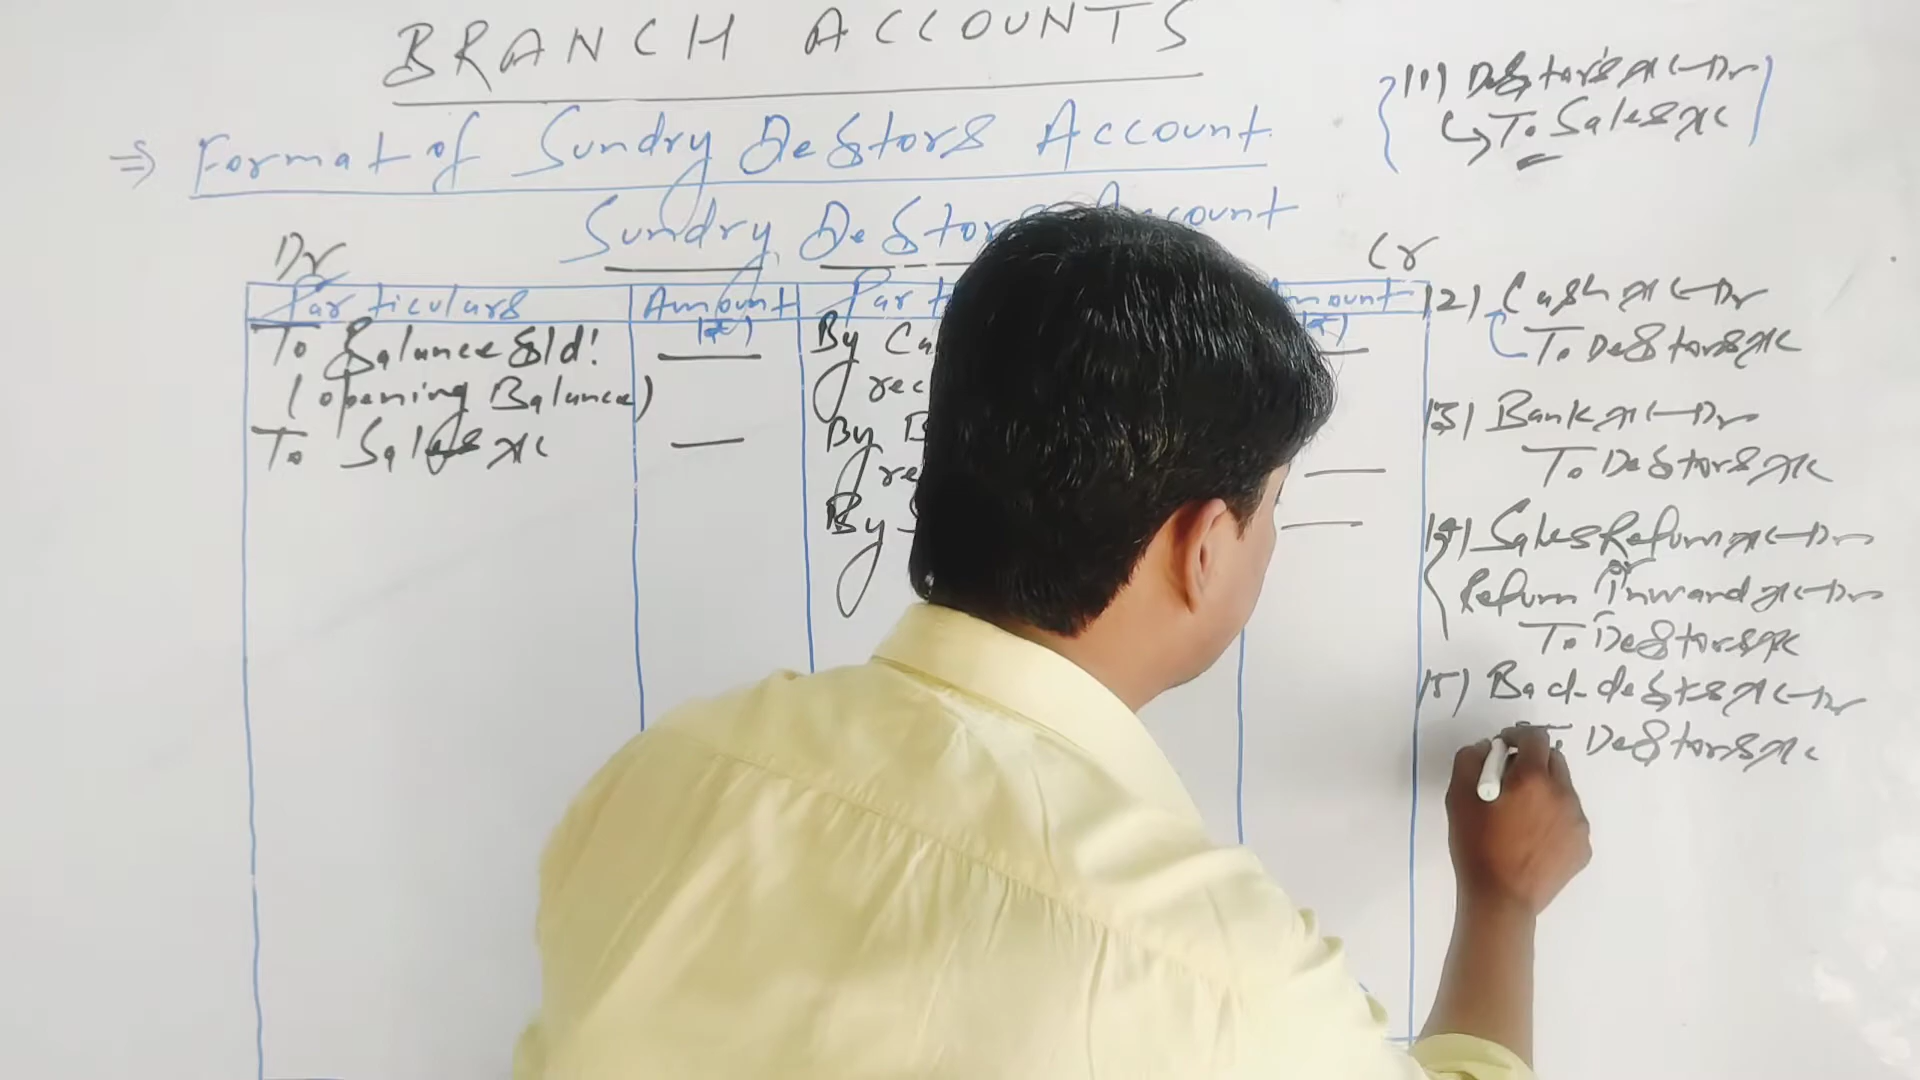 BRANCH ACCOUNTS
⇒ Format of Sundry Debtors Account
Sundry Debtors Account
Dr
Cr
Particulars Amount (₹) Amount (₹)
To Balance b/d!
(opening Balance)
To Sales A/c
By
By
By
(1) Debtor's A/c—Dr
To Sales A/c
(2) Cash A/c—Dr
To Debtors A/c
(3) Bank A/c—Dr
To Debtors A/c
(4) Sales Return A/c—Dr
or
Return Inward A/c—Dr
To Debtors A/c
(5) Bad-debts A/c—Dr
To Debtors A/c